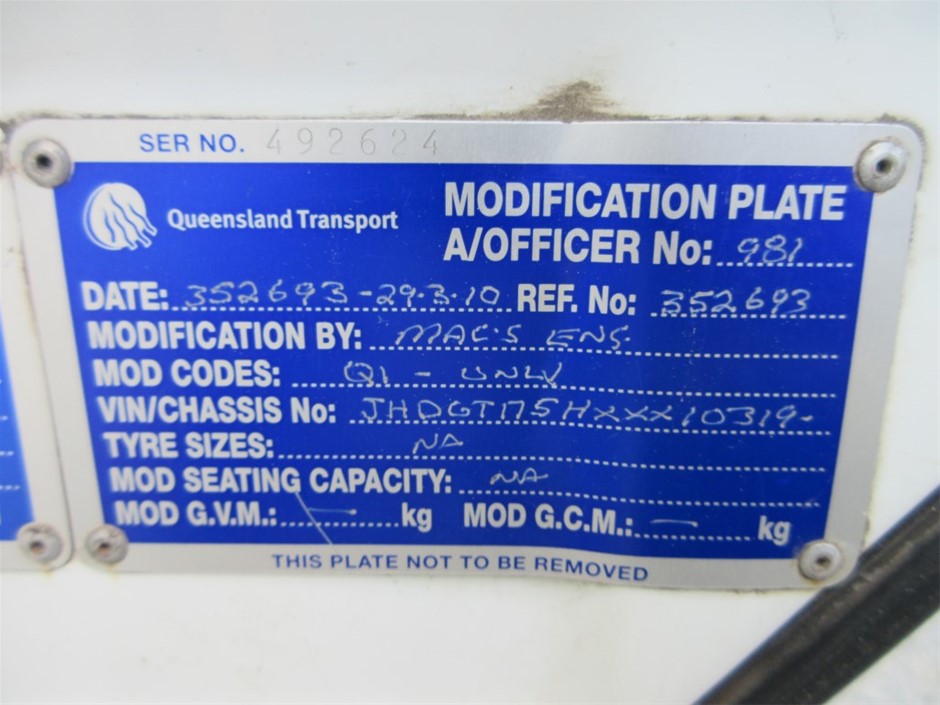 SER NO. 492624
Queensland Transport
MODIFICATION PLATE
A/OFFICER No: 981
DATE: 352693-29.3.10 REF. No: 352693
MODIFICATION BY: MAC'S ENG.
MOD CODES: Q1 - UNLV
VIN/CHASSIS No: JHDGT175HXXX10319-
TYRE SIZES: NA
MOD SEATING CAPACITY: NA
MOD G.V.M.: — kg MOD G.C.M.: — kg
THIS PLATE NOT TO BE REMOVED